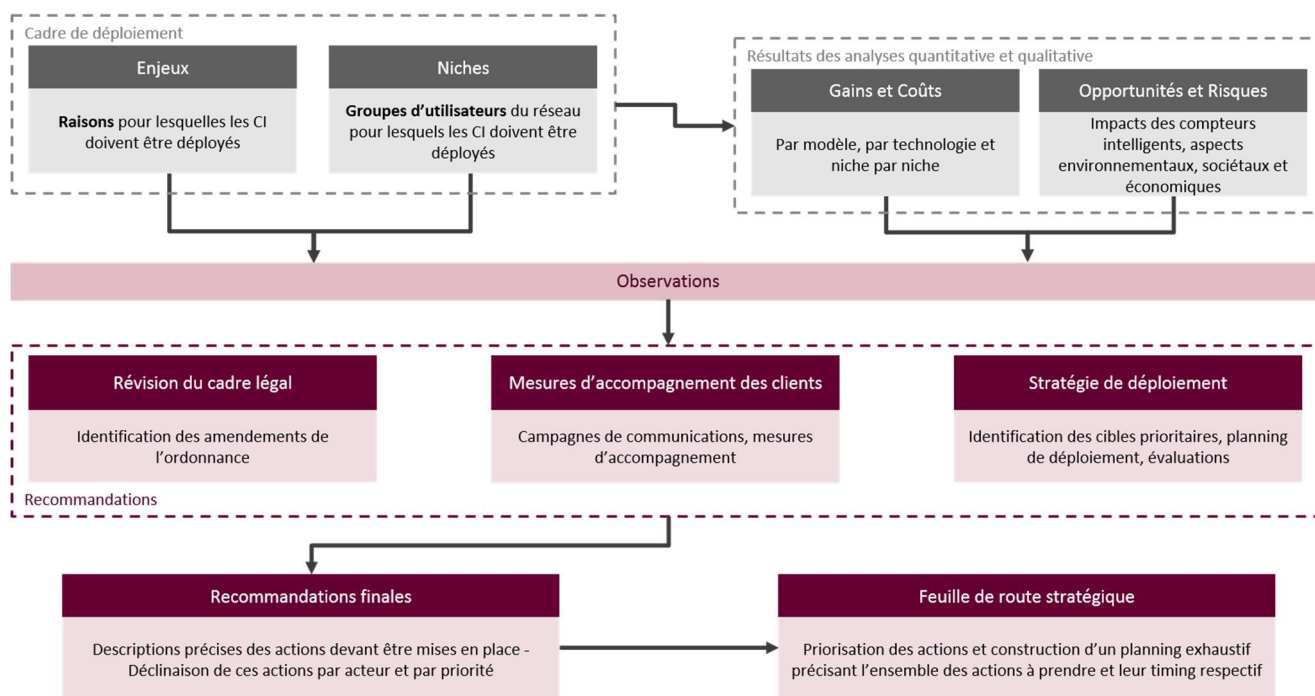 Cadre de déploiement
Enjeux
Raisons pour lesquelles les CI
doivent être déployés
Niches
Groupes d'utilisateurs du réseau
pour lesquels les CI doivent être
déployés
Résultats des analyses quantitative et qualitative
Gains et Coûts
Par modèle, par technologie et
niche par niche
Opportunités et Risques
Impacts des compteurs
intelligents, aspects
environnementaux, sociétaux et
économiques
Observations
Révision du cadre légal
Identification des amendements de
l'ordonnance
Mesures d'accompagnement des clients
Campagnes de communications, mesures
d'accompagnement
Stratégie de déploiement
Identification des cibles prioritaires, planning
de déploiement, évaluations
Recommandations
Recommandations finales
Descriptions précises des actions devant être mises en place -
Déclinaison de ces actions par acteur et par priorité
Feuille de route stratégique
Priorisation des actions et construction d'un planning exhaustif
précisant l'ensemble des actions à prendre et leur timing respectif